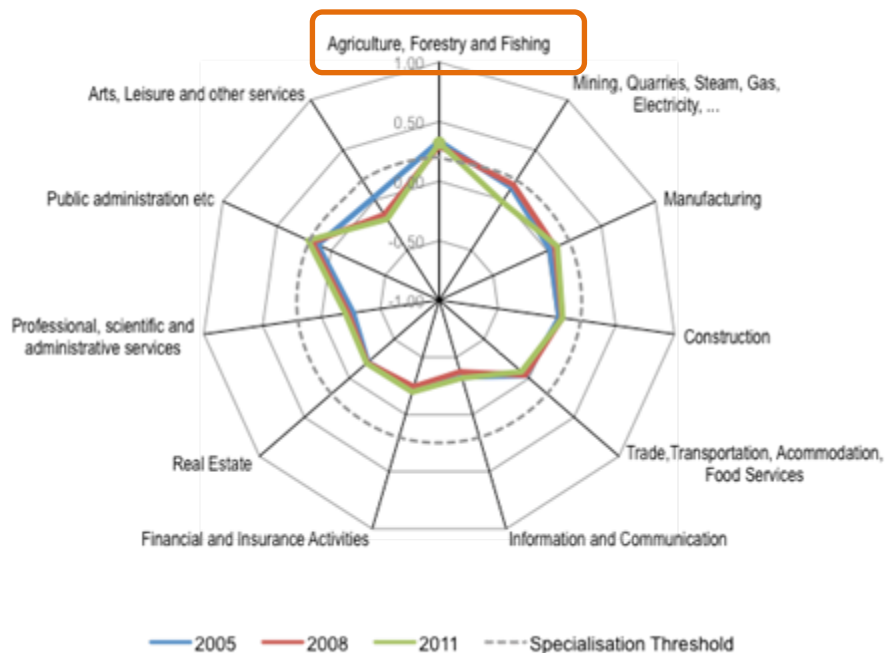 Agriculture, Forestry and Fishing
1.00
Mining, Quarries, Steam, Gas,
Electricity, ...
Arts, Leisure and other services
0.50
Public administration etc
0.00
Manufacturing
-0.50
-1.00
Professional, scientific and
administrative services
Construction
Real Estate
Trade,Transportation, Acommodation,
Food Services
Financial and Insurance Activities
Information and Communication
2005
2008
2011
Specialisation Threshold